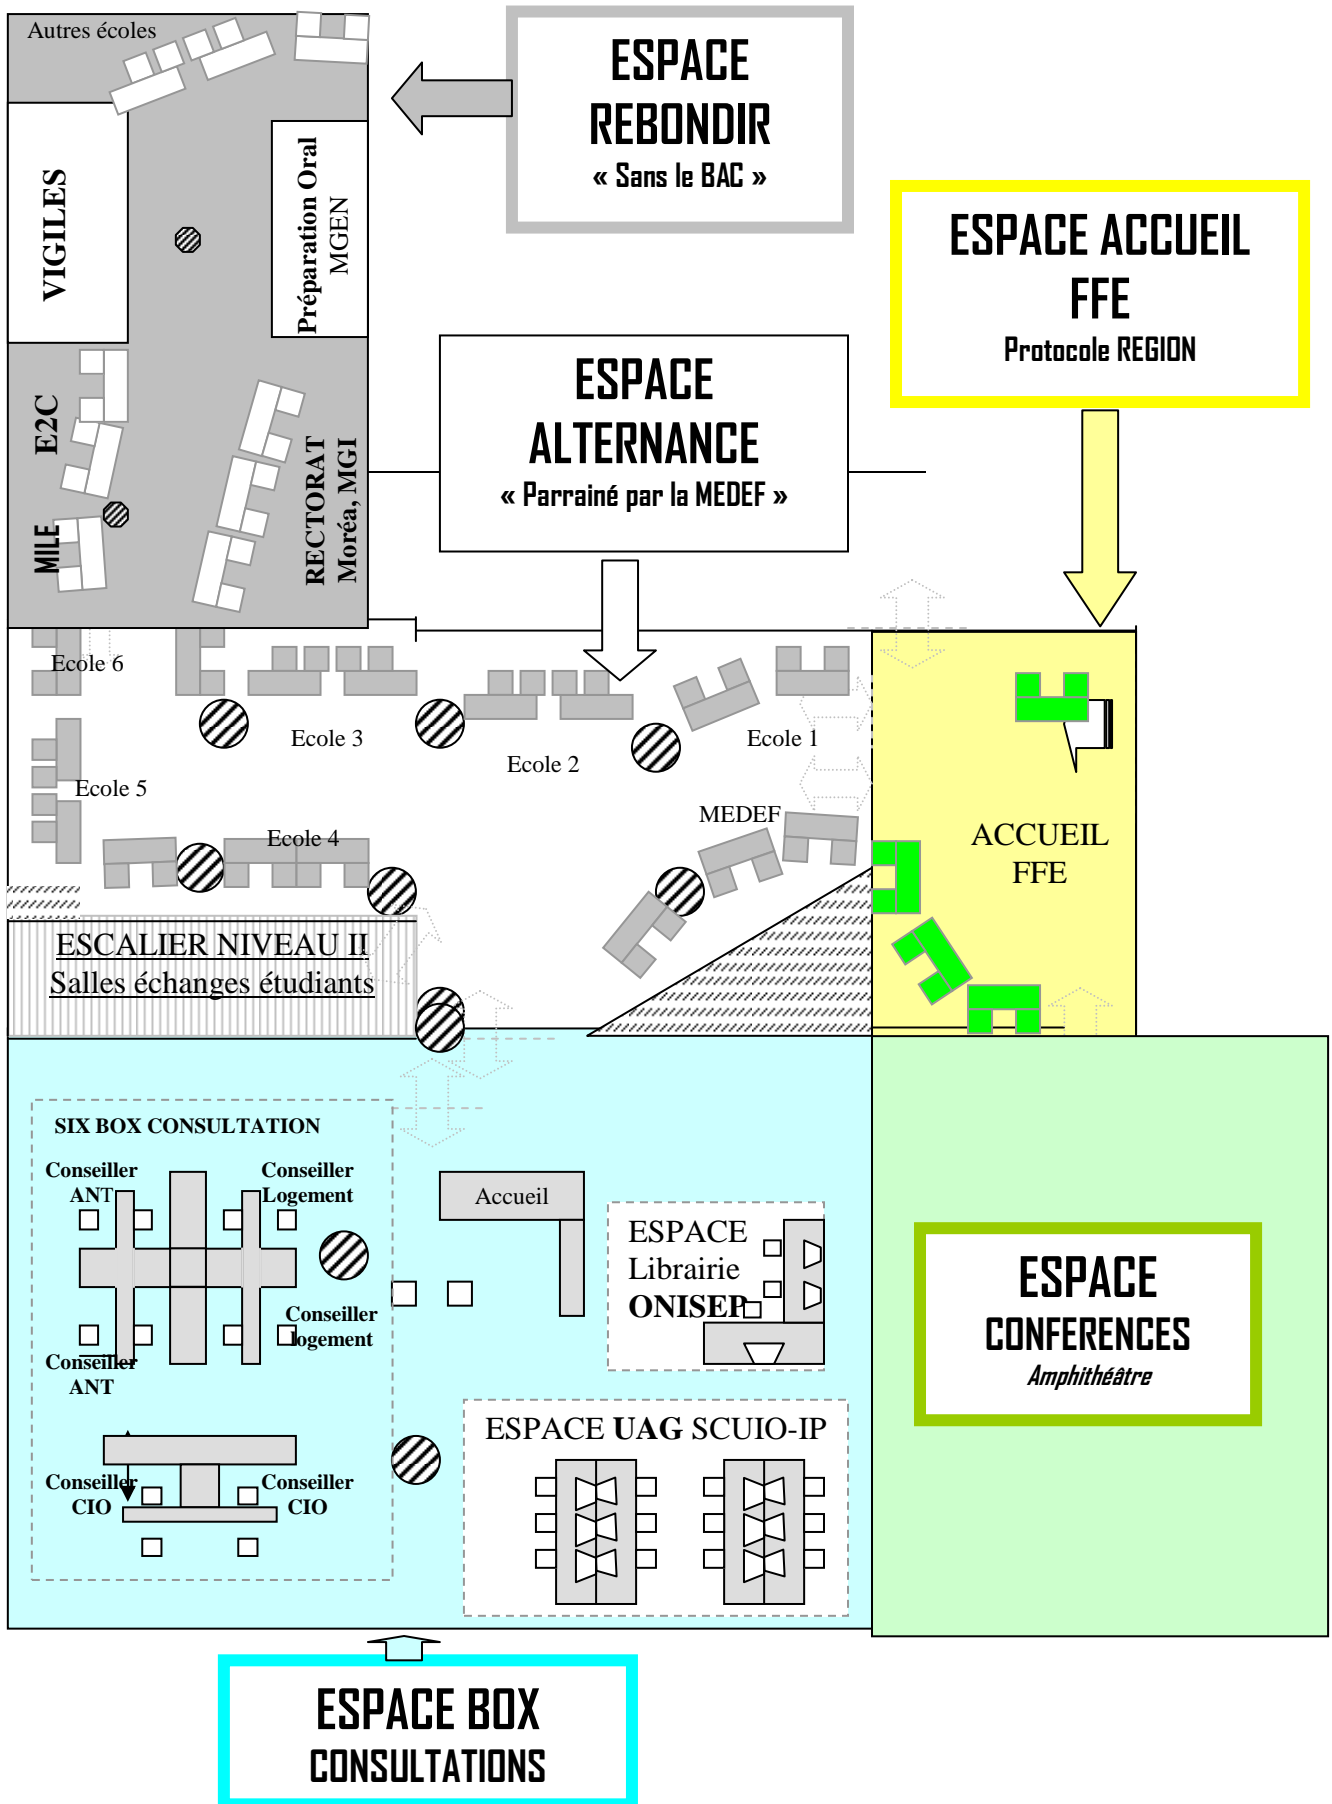 Autres écoles
ESPACE
REBONDIR
« Sans le BAC »
VIGILES
Préparation Oral
MGEN
ESPACE ACCUEIL
FFE
Protocole REGION
ESPACE
ALTERNANCE
« Parrainé par la MEDEF »
E2C
MILE
RECTORAT
Moréa, MGI
Ecole 6
Ecole 3
Ecole 2
Ecole 1
Ecole 5
Ecole 4
MEDEF
ACCUEIL
FFE
ESCALIER NIVEAU II
Salles échanges étudiants
SIX BOX CONSULTATION
Conseiller
ANT
Conseiller
Logement
Accueil
ESPACE
Librairie
ONISEP
Conseiller
logement
Conseiller
ANT
ESPACE
CONFERENCES
Amphithéâtre
ESPACE UAG SCUIO-IP
Conseiller
CIO
Conseiller
CIO
ESPACE BOX
CONSULTATIONS